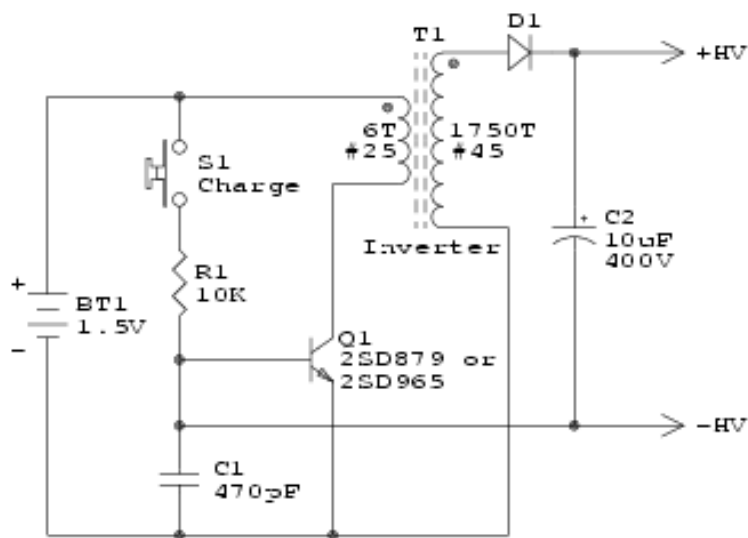 D1
T1
+HV
6T
#25
1750T
#45
S1
Charge
+
C2
10uF
400V
Inverter
R1
10K
+
BT1
1.5V
-
Q1
2SD879 or
2SD965
-HV
C1
470pF